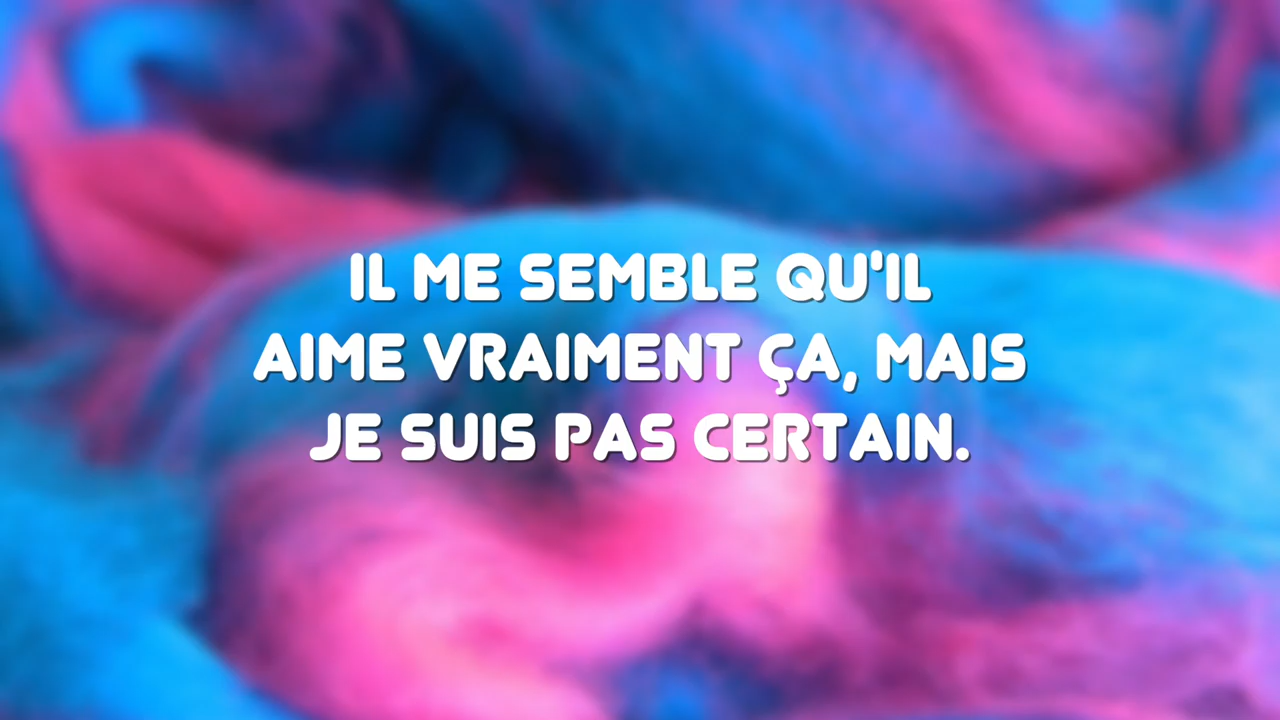 IL ME SEMBLE QU'IL
AIME VRAIMENT ÇA, MAIS
JE SUIS PAS CERTAIN.